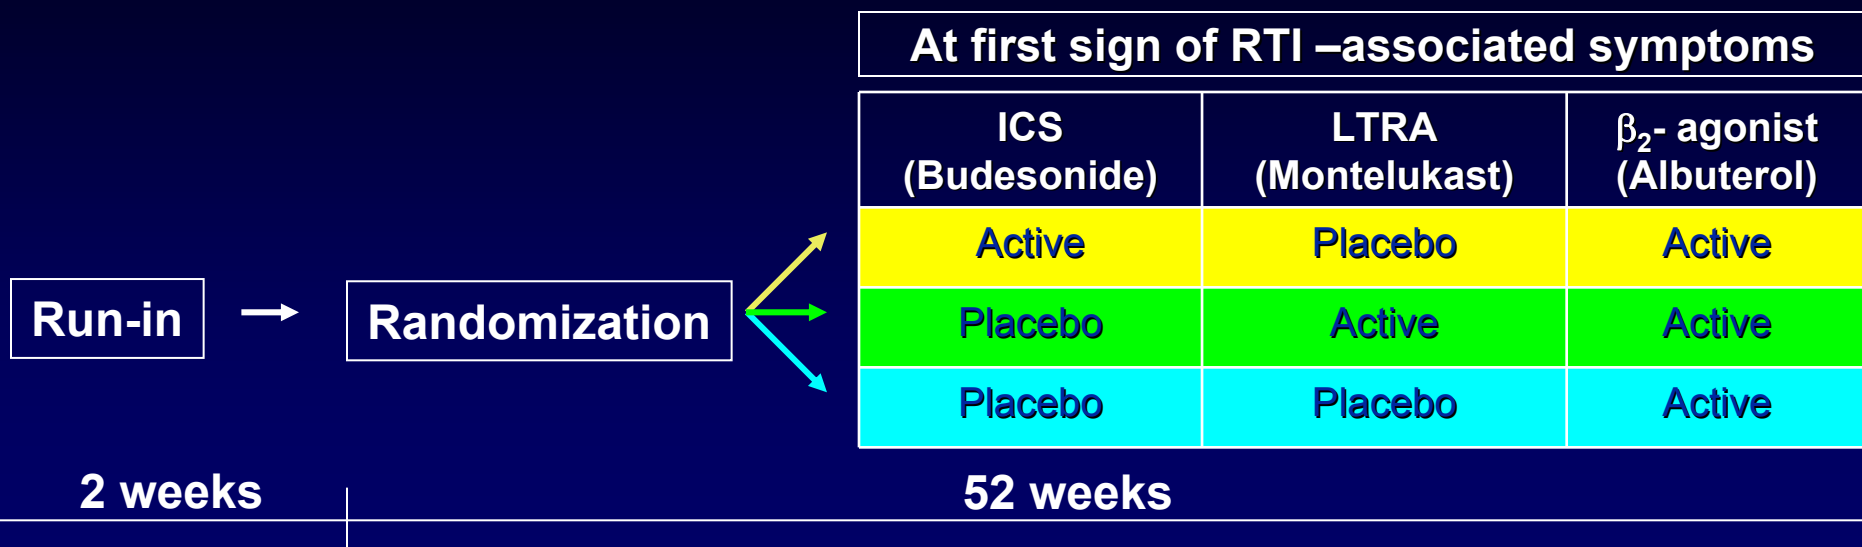 At first sign of RTI –associated symptoms
ICS LTRA β2- agonist
(Budesonide) (Montelukast) (Albuterol)
Active Placebo Active
Placebo Active Active
Placebo Placebo Active
Run-in
Randomization
2 weeks
52 weeks